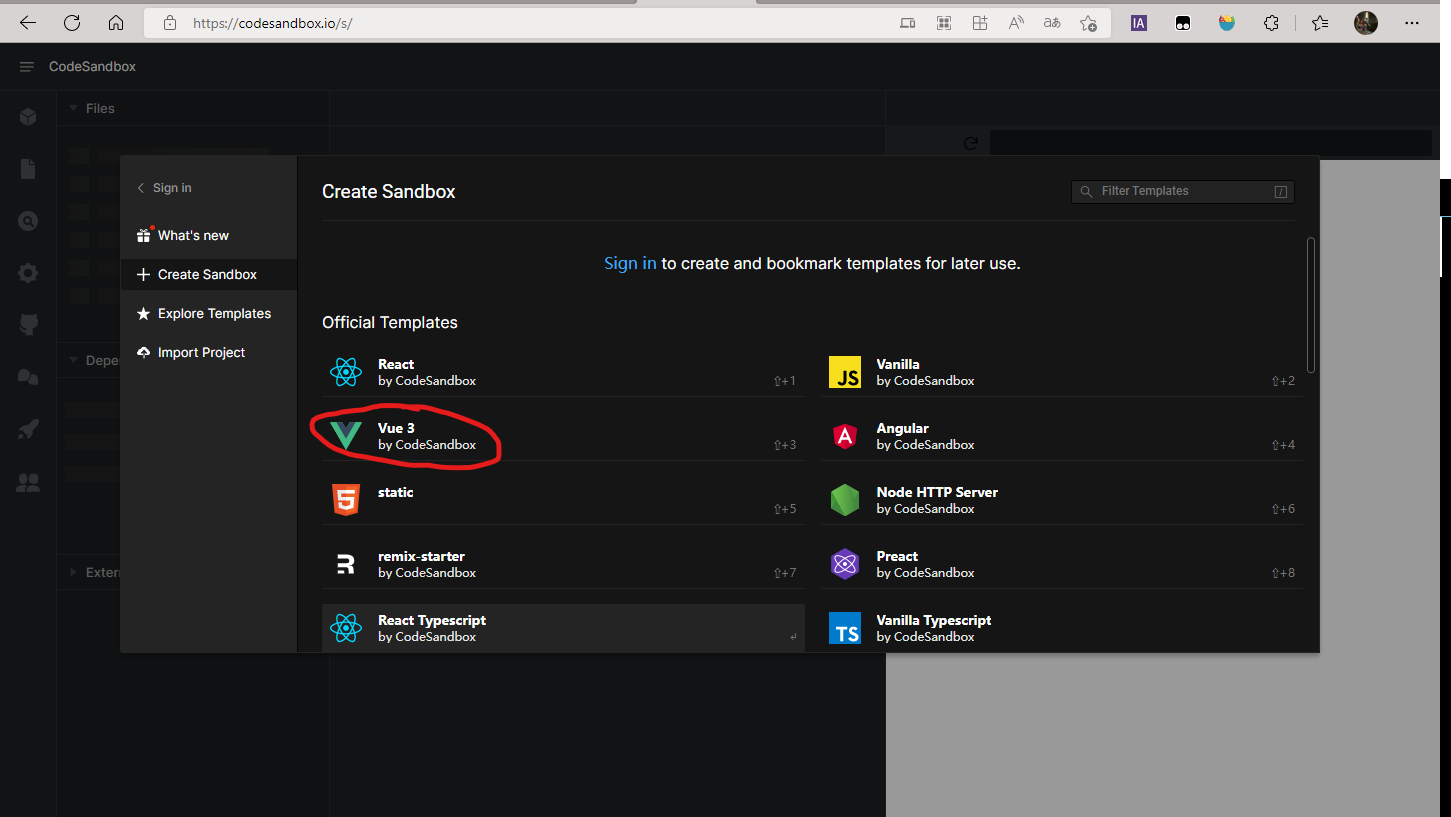 https://codesandbox.io/s/
IA
CodeSandbox
Files
Sign in
What's new
Create Sandbox
Explore Templates
Import Project
Create Sandbox
Filter Templates
/
Sign in to create and bookmark templates for later use.
Official Templates
React
by CodeSandbox
⇧+1
JS
Vanilla
by CodeSandbox
⇧+2
Vue 3
by CodeSandbox
⇧+3
A
Angular
by CodeSandbox
⇧+4
5
static
⇧+5
Node HTTP Server
by CodeSandbox
⇧+6
R
remix-starter
by CodeSandbox
⇧+7
Preact
by CodeSandbox
⇧+8
React Typescript
by CodeSandbox
TS
Vanilla Typescript
by CodeSandbox
Depe
Extern